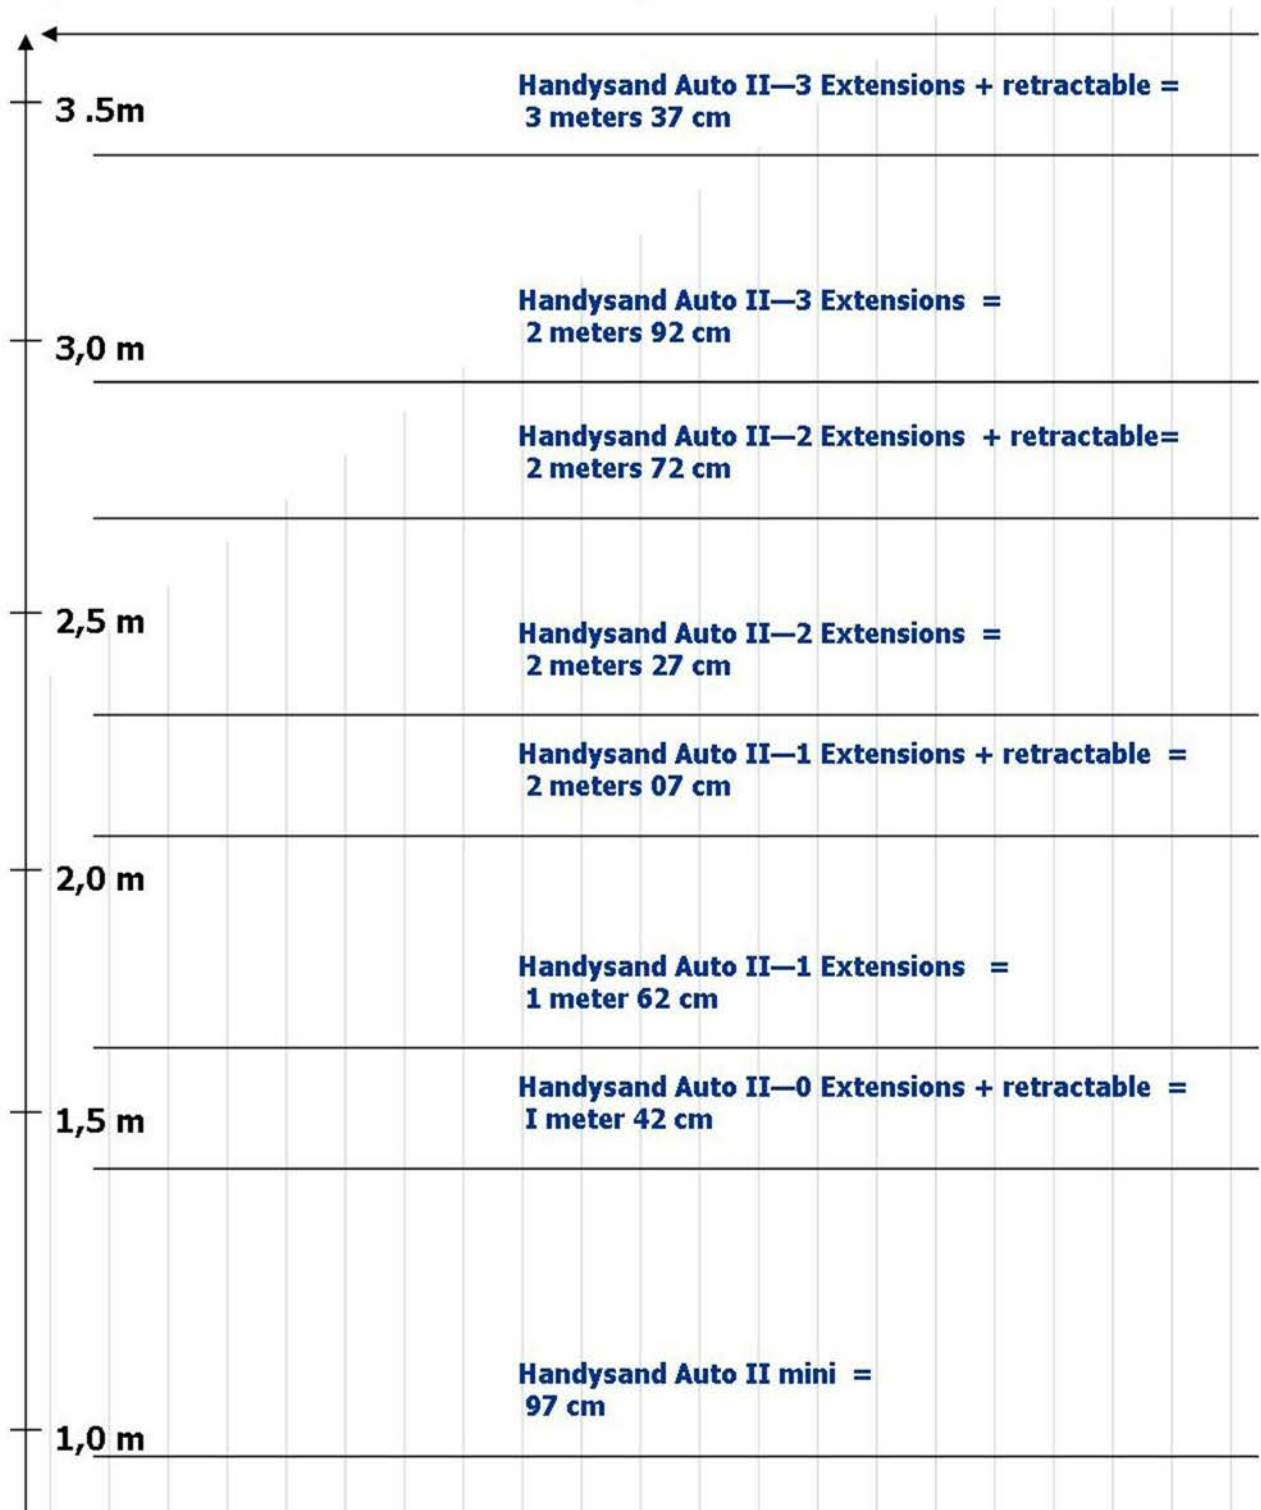 3 .5m
Handysand Auto II—3 Extensions + retractable =
3 meters 37 cm
Handysand Auto II—3 Extensions =
2 meters 92 cm
3,0 m
Handysand Auto II—2 Extensions + retractable=
2 meters 72 cm
2,5 m
Handysand Auto II—2 Extensions =
2 meters 27 cm
Handysand Auto II—1 Extensions + retractable =
2 meters 07 cm
2,0 m
Handysand Auto II—1 Extensions =
1 meter 62 cm
Handysand Auto II—0 Extensions + retractable =
I meter 42 cm
1,5 m
Handysand Auto II mini =
97 cm
1,0 m